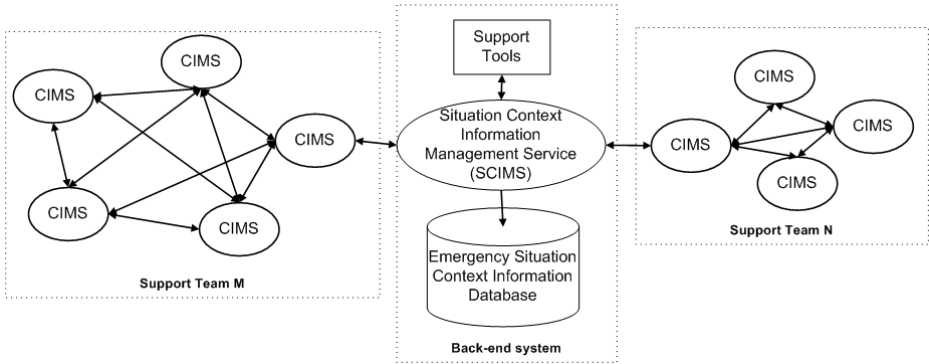 CIMS
CIMS
CIMS
CIMS
CIMS
Support Team M
Support
Tools
Situation Context
Information
Management Service
(SCIMS)
Emergency Situation
Context Information
Database
Back-end system
CIMS
CIMS
CIMS
CIMS
Support Team N